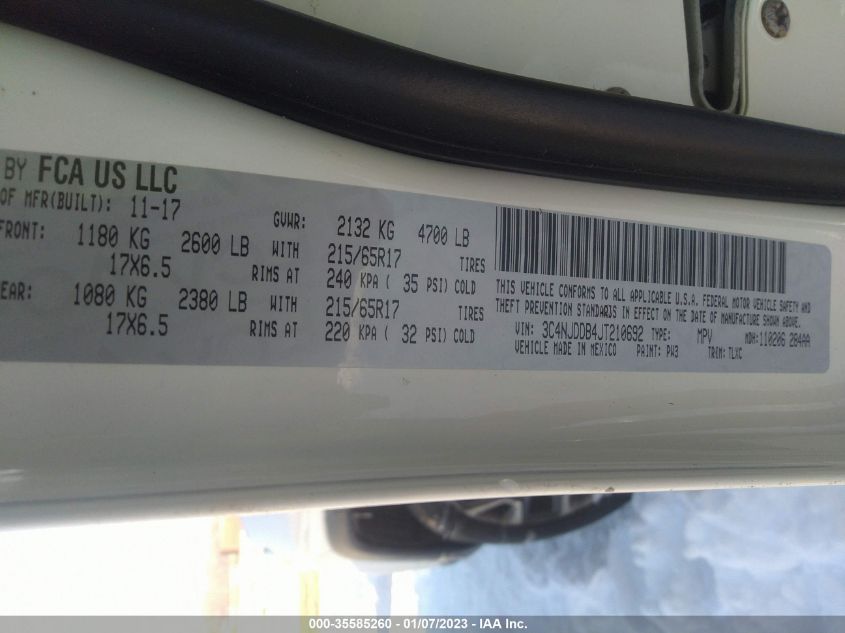 BY FCA US LLC
OF MFR(BUILT): 11-17
GVWR: 2132 KG 4700 LB
FRONT: 1180 KG 2600 LB WITH 215/65R17 TIRES
17X6.5 RIMS AT 240 KPA ( 35 PSI) COLD
EAR: 1080 KG 2380 LB WITH 215/65R17 TIRES
17X6.5 RIMS AT 220 KPA ( 32 PSI) COLD
THIS VEHICLE CONFORMS TO ALL APPLICABLE U.S.A. FEDERAL MOTOR VEHICLE SAFETY AND
THEFT PREVENTION STANDARDS IN EFFECT ON THE DATE OF MANUFACTURE SHOWN ABOVE.
VIN: 3C4NJDDB4JT210692 TYPE: MPV MDH:110206 284AA
VEHICLE MADE IN MEXICO PAINT: PW3 TRIM: TLXC
000-35585260 - 01/07/2023 - IAA Inc.